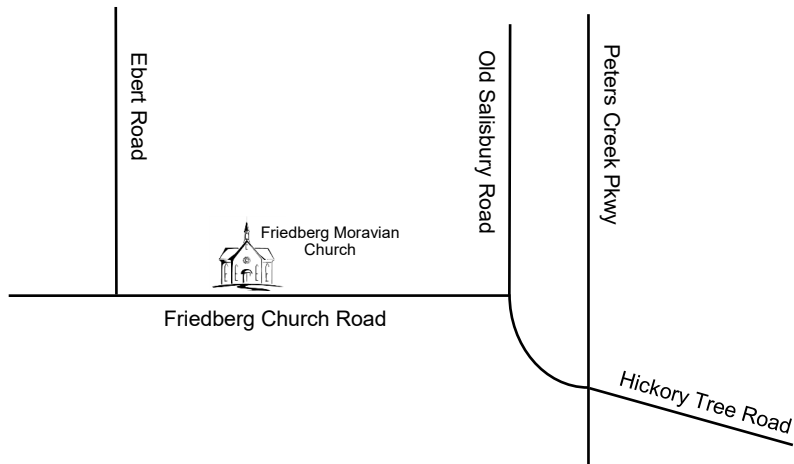 Ebert Road
Old Salisbury Road
Peters Creek Pkwy
Friedberg Moravian
Church
Friedberg Church Road
Hickory Tree Road